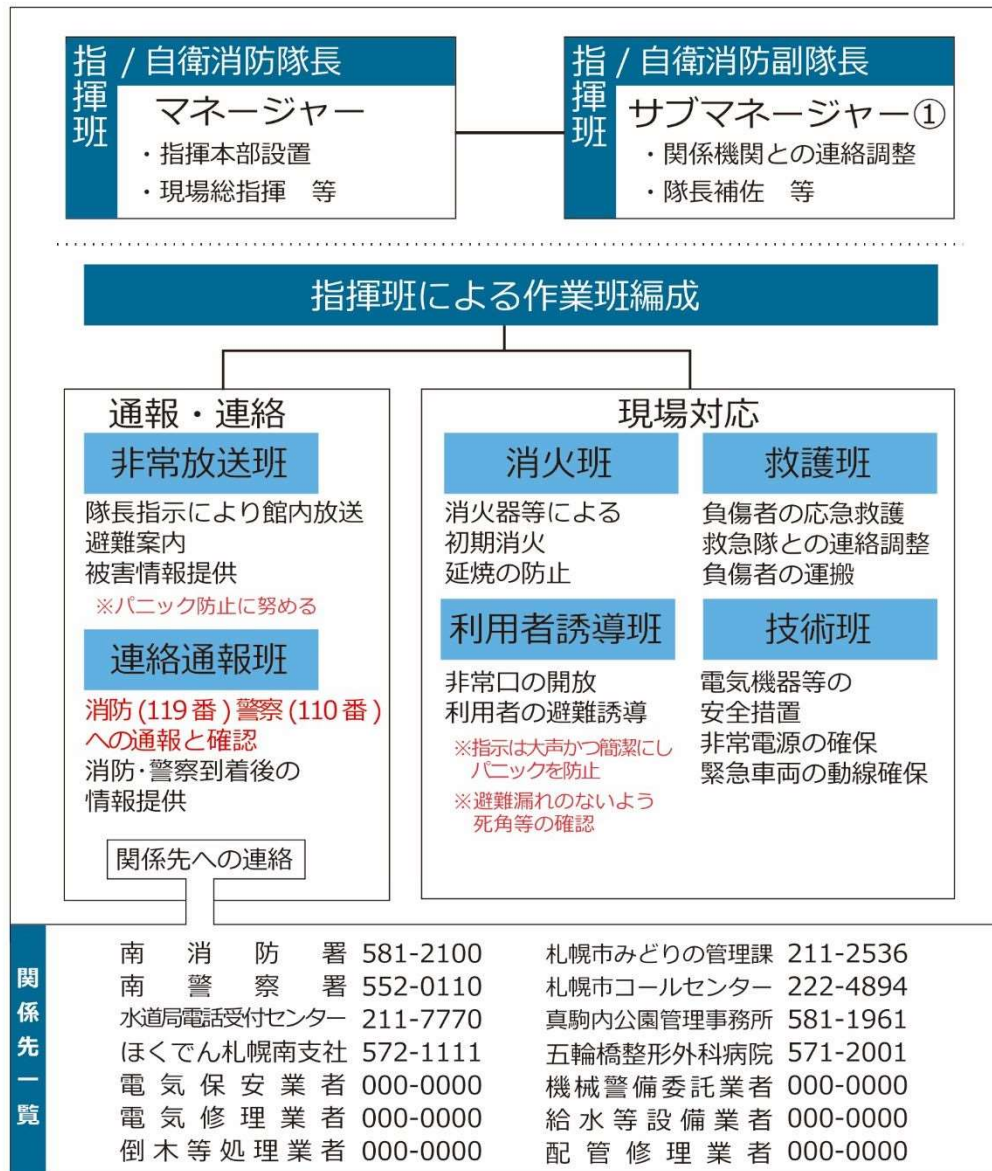 指揮班
/ 自衛消防隊長
マネージャー
・指揮本部設置
・現場総指揮 等
指揮班
/ 自衛消防副隊長
サブマネージャー①
・関係機関との連絡調整
・隊長補佐 等
指揮班による作業班編成
通報・連絡
非常放送班
隊長指示により館内放送
避難案内
被害情報提供
※パニック防止に努める
連絡通報班
消防(119番)警察(110番)
への通報と確認
消防・警察到着後の
情報提供
関係先への連絡
現場対応
消火班
消火器等による
初期消火
延焼の防止
救護班
負傷者の応急救護
救急隊との連絡調整
負傷者の運搬
利用者誘導班
非常口の開放
利用者の避難誘導
※指示は大声かつ簡潔にし
パニックを防止
※避難漏れのないよう
死角等の確認
技術班
電気機器等の
安全措置
非常電源の確保
緊急車両の動線確保
関係先一覧
南消防署 581-2100
南警察署 552-0110
水道局電話受付センター 211-7770
ほくでん札幌南支社 572-1111
電気保安業者 000-0000
電気修理業者 000-0000
倒木等処理業者 000-0000
札幌市みどりの管理課 211-2536
札幌市コールセンター 222-4894
真駒内公園管理事務所 581-1961
五輪橋整形外科病院 571-2001
機械警備委託業者 000-0000
給水等設備業者 000-0000
配管修理業者 000-0000